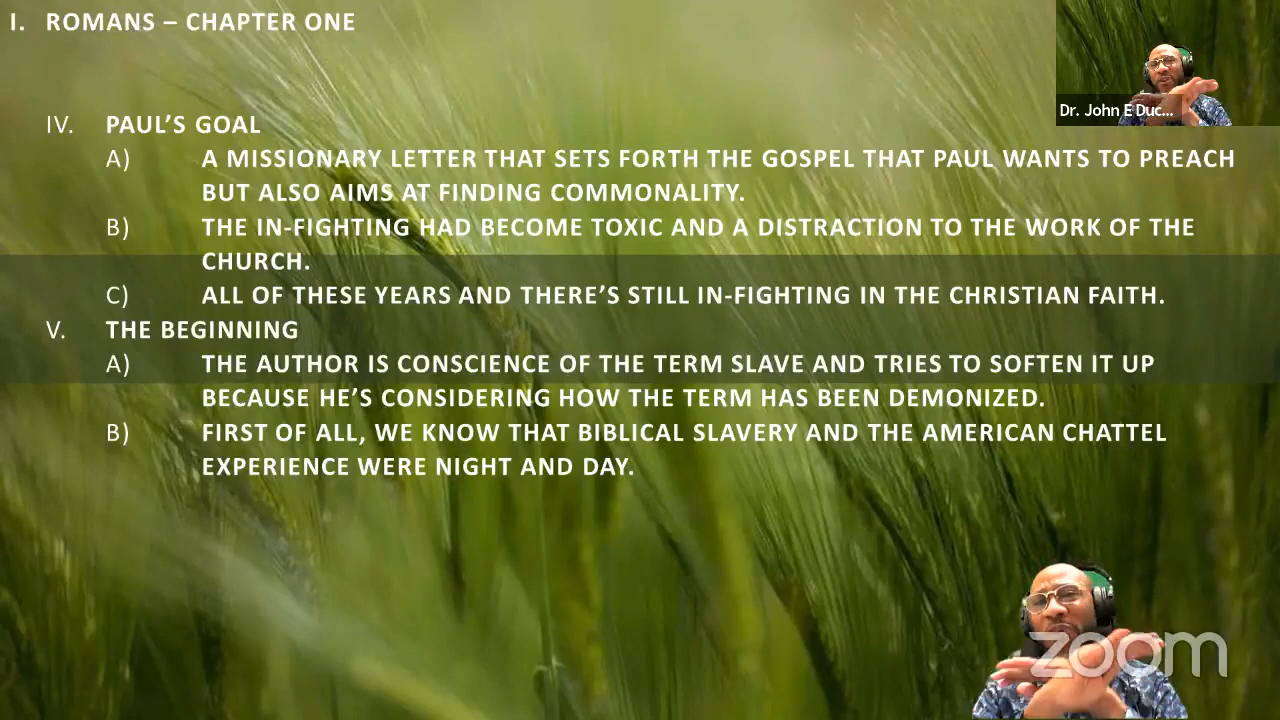 I. ROMANS – CHAPTER ONE
Dr. John E Duc...
IV. PAUL'S GOAL
A) A MISSIONARY LETTER THAT SETS FORTH THE GOSPEL THAT PAUL WANTS TO PREACH
BUT ALSO AIMS AT FINDING COMMONALITY.
B) THE IN-FIGHTING HAD BECOME TOXIC AND A DISTRACTION TO THE WORK OF THE
CHURCH.
C) ALL OF THESE YEARS AND THERE'S STILL IN-FIGHTING IN THE CHRISTIAN FAITH.
V. THE BEGINNING
A) THE AUTHOR IS CONSCIENCE OF THE TERM SLAVE AND TRIES TO SOFTEN IT UP
BECAUSE HE'S CONSIDERING HOW THE TERM HAS BEEN DEMONIZED.
B) FIRST OF ALL, WE KNOW THAT BIBLICAL SLAVERY AND THE AMERICAN CHATTEL
EXPERIENCE WERE NIGHT AND DAY.
zoom